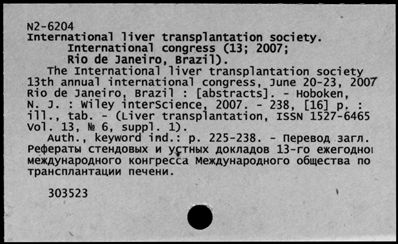 N2-6204
International liver transplantation society.
International congress (13; 2007;
Rio de Janeiro, Brazil).
The International liver transplantation society
13th annual international congress, June 20-23, 2007
Rio de Janeiro, Brazil : [abstracts]. - Hoboken,
N. J. : Wiley interScience, 2007. - 238, [16] p. :
ill., tab. - (Liver transplantation, ISSN 1527-6465
Vol. 13, № 6, suppl. 1).
Auth., keyword ind.: p. 225-238. - Перевод загл.
Рефераты стендовых и устных докладов 13-го ежегодно
международного конгресса Международного общества по
трансплантации печени.
303523